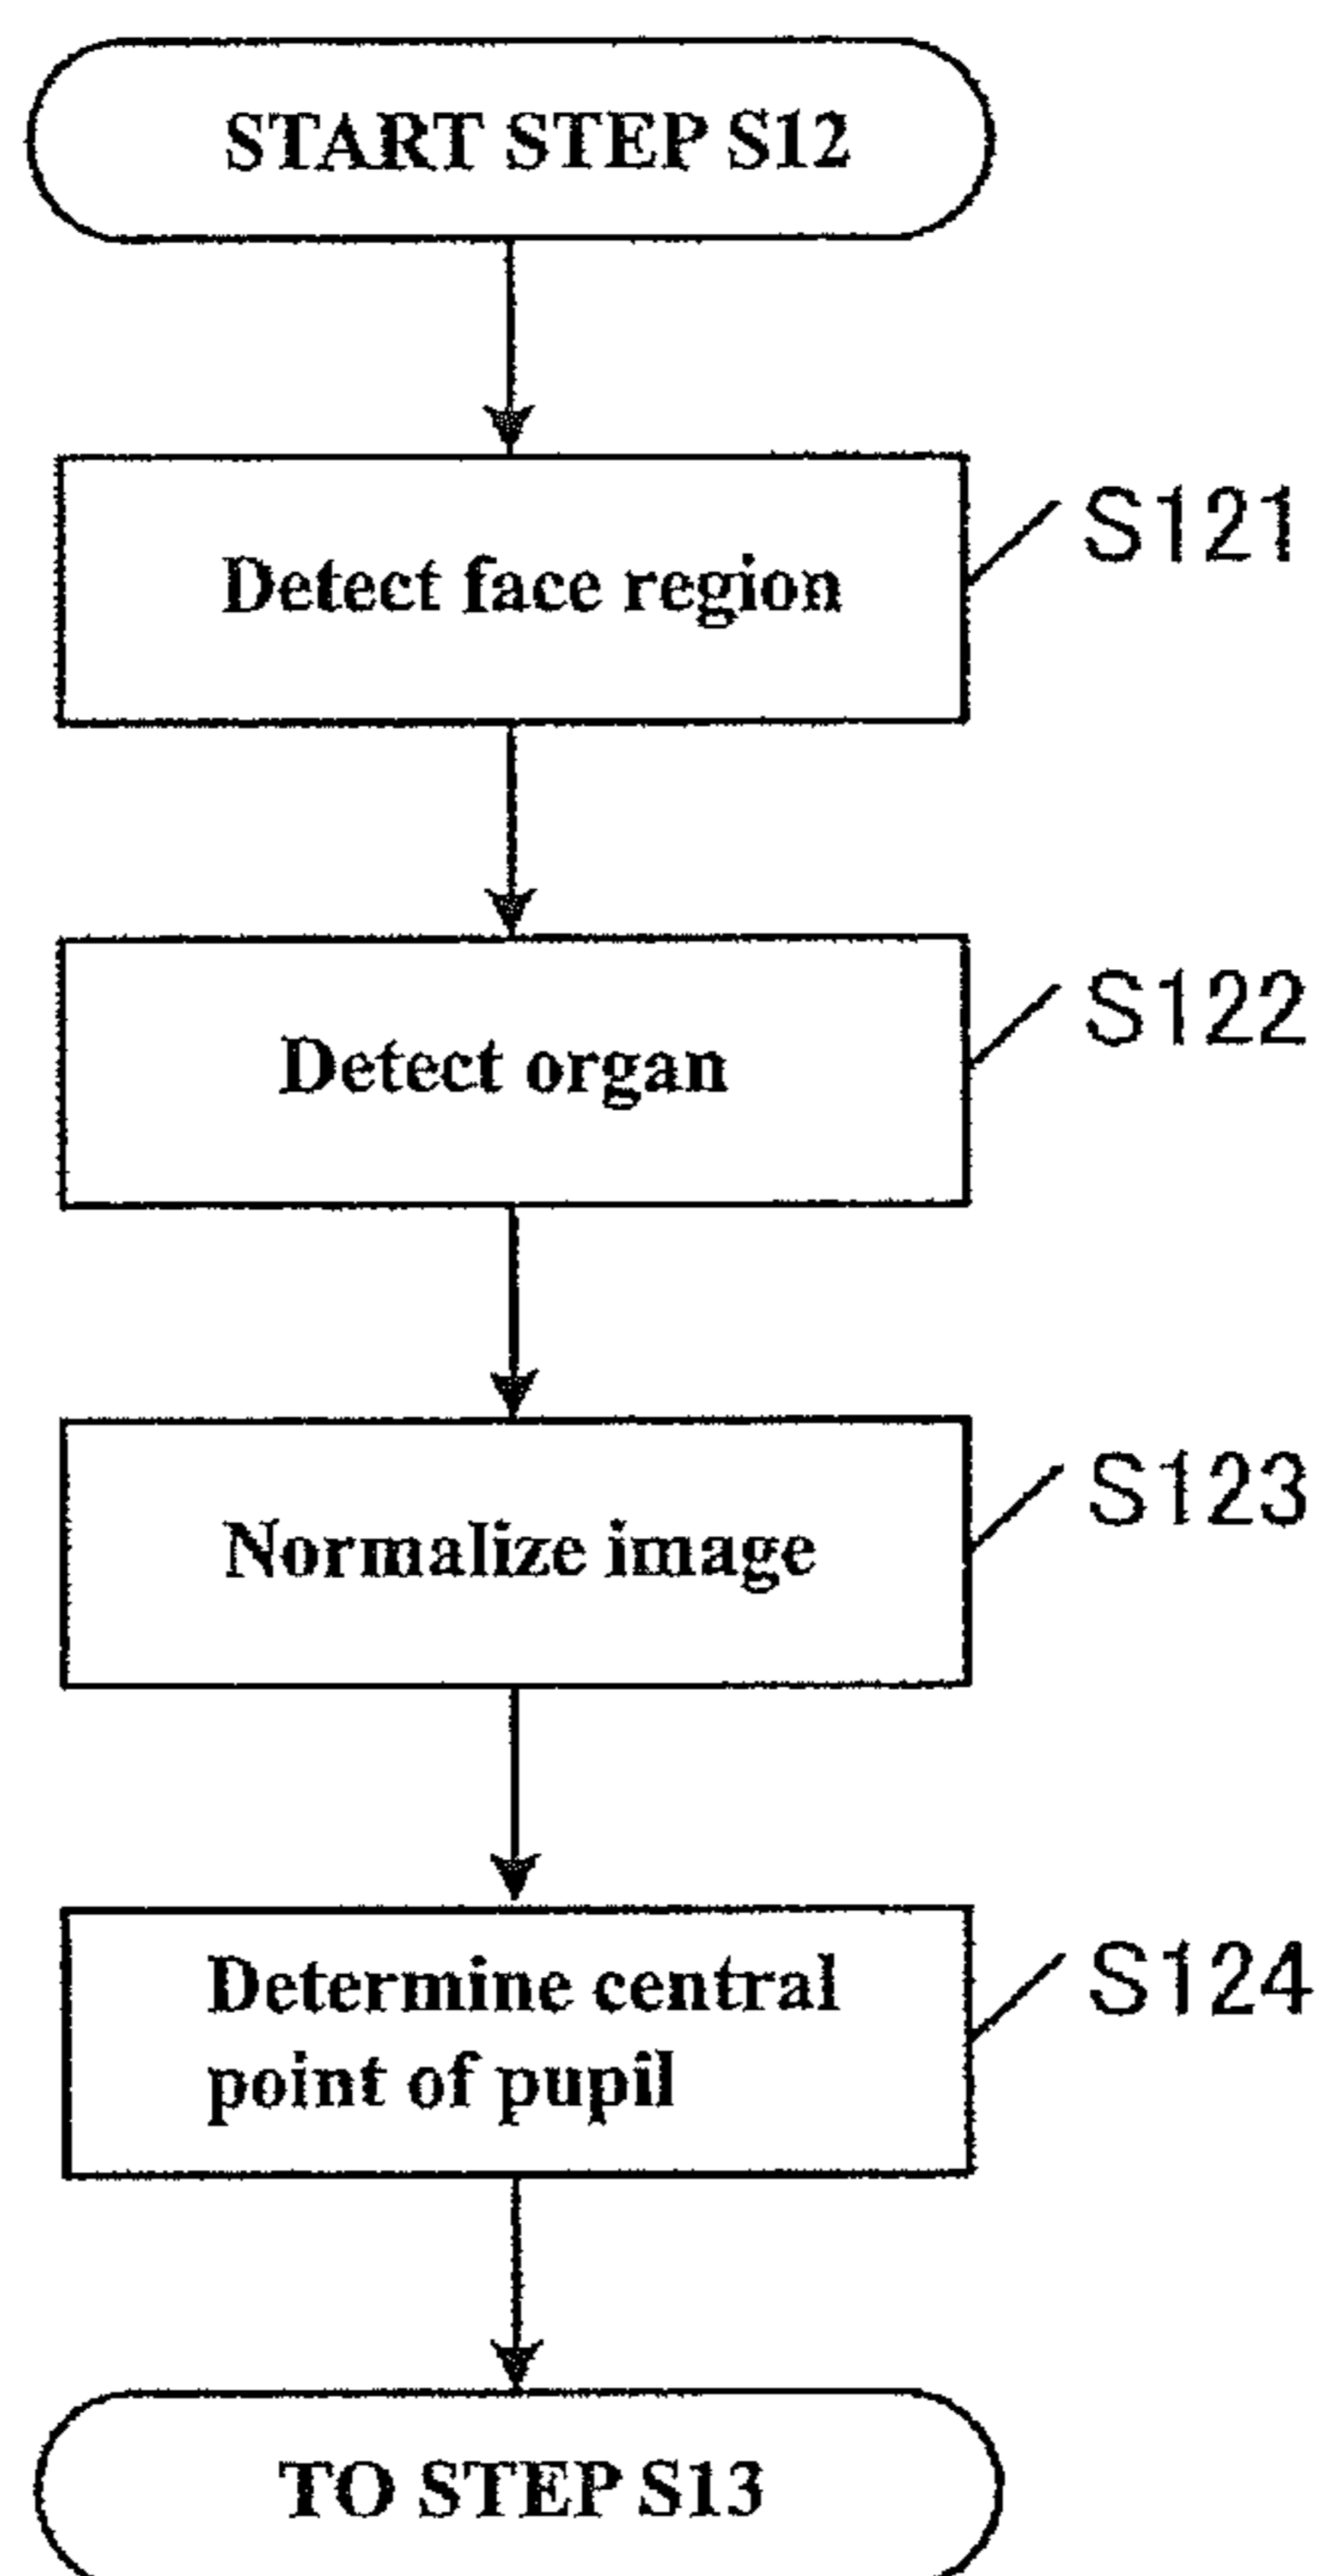 START STEP S12
Detect face region
S121
Detect organ
S122
Normalize image
S123
Determine central
point of pupil
S124
TO STEP S13